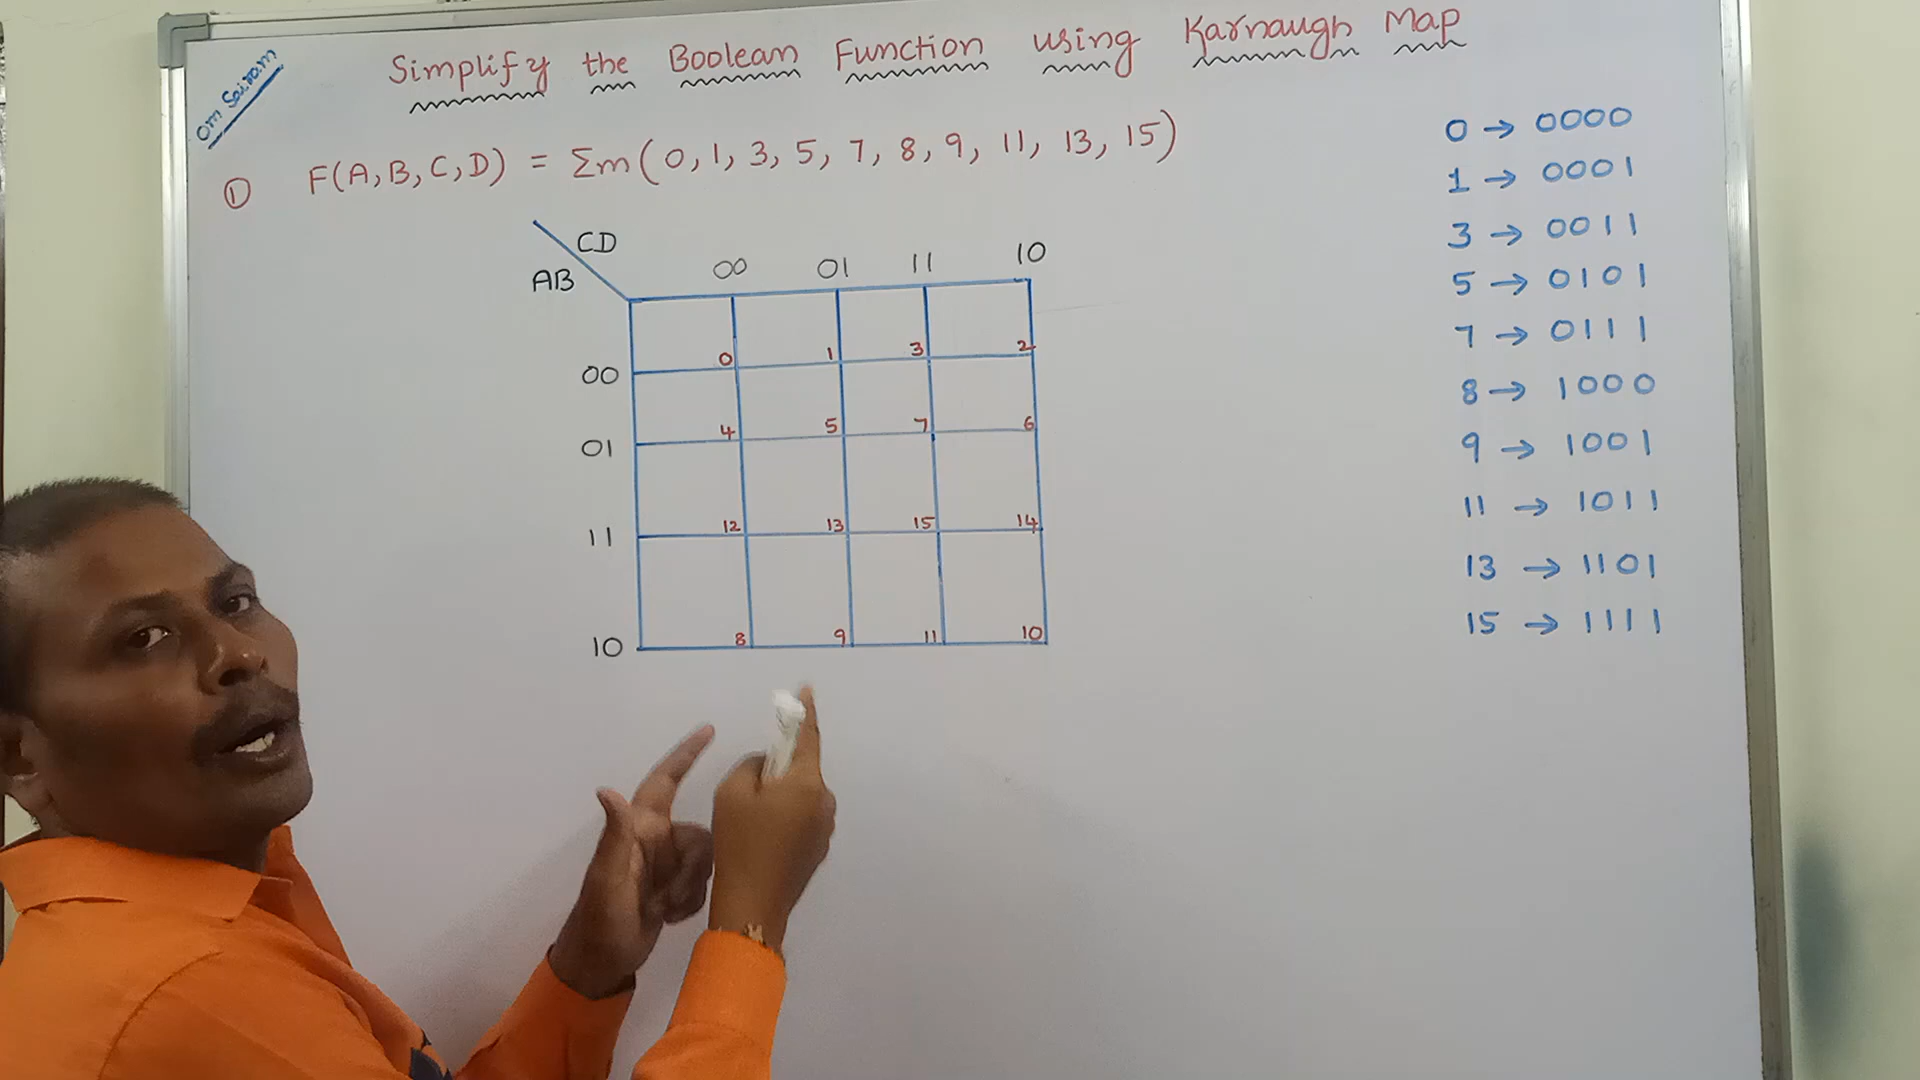 Om Sairam
Simplify the Boolean Function using Karnaugh Map
① F(A,B,C,D) = Σm(0,1,3,5,7,8,9,11,13,15)
CD
AB
00 01 11 10
0 1 3 2
00
4 5 7 6
01
12 13 15 14
11
8 9 11 10
10
0 → 0000
1 → 0001
3 → 0011
5 → 0101
7 → 0111
8 → 1000
9 → 1001
11 → 1011
13 → 1101
15 → 1111